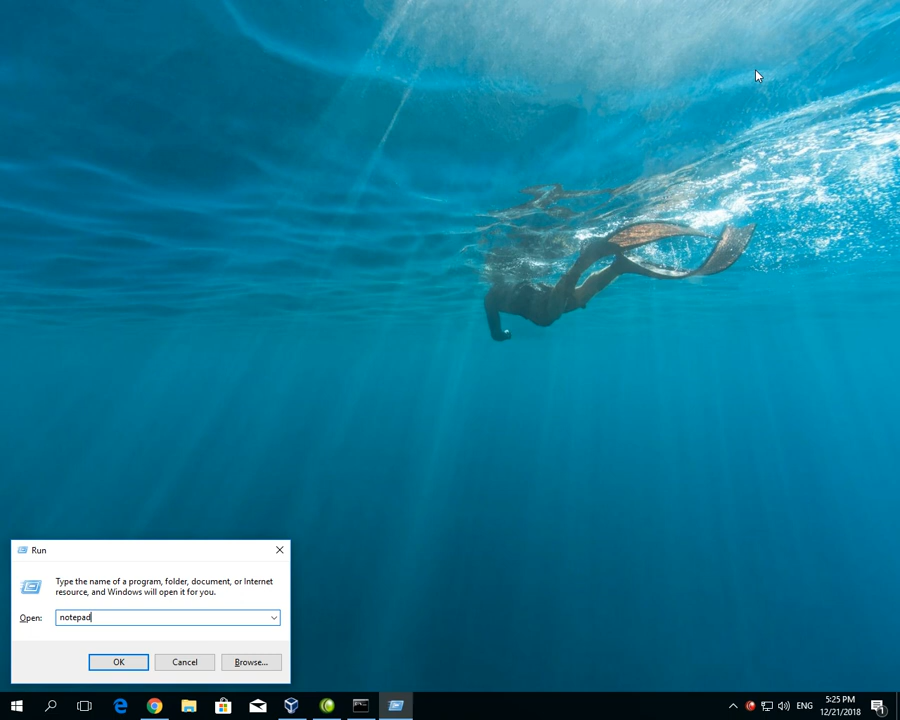 Run
Type the name of a program, folder, document, or Internet
resource, and Windows will open it for you.
Open: notepad
OK Cancel Browse...
ENG 5:25 PM
12/21/2018
1